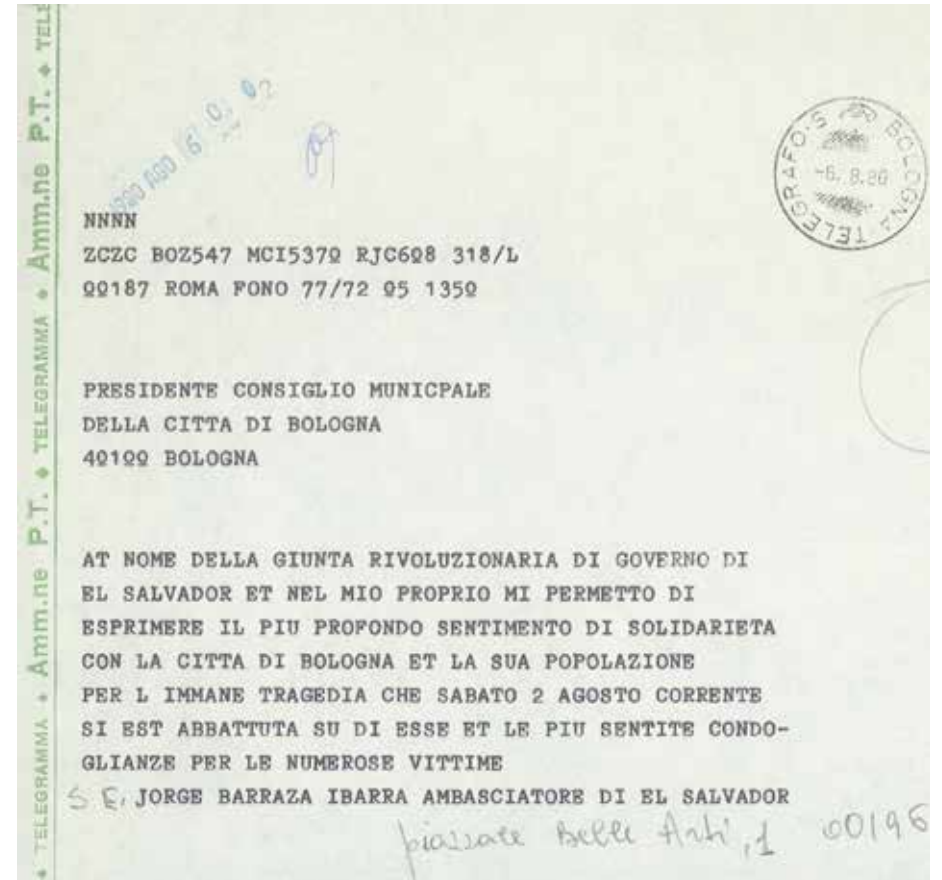 TELEGRAMMA Amm.ne P.T. TELEGRAMMA Amm.ne P.T. TELE
1980 AGO 6 02
TELEGRAFO·S BOLOGNA
-6.8.80
NNNN
ZCZC BOZ547 MCI5370 RJC608 318/L
00187 ROMA FONO 77/72 05 1350
PRESIDENTE CONSIGLIO MUNICPALE
DELLA CITTA DI BOLOGNA
40100 BOLOGNA
AT NOME DELLA GIUNTA RIVOLUZIONARIA DI GOVERNO DI
EL SALVADOR ET NEL MIO PROPRIO MI PERMETTO DI
ESPRIMERE IL PIU PROFONDO SENTIMENTO DI SOLIDARIETA
CON LA CITTA DI BOLOGNA ET LA SUA POPOLAZIONE
PER L IMMANE TRAGEDIA CHE SABATO 2 AGOSTO CORRENTE
SI EST ABBATTUTA SU DI ESSE ET LE PIU SENTITE CONDO-
GLIANZE PER LE NUMEROSE VITTIME
S E, JORGE BARRAZA IBARRA AMBASCIATORE DI EL SALVADOR
piazzale Belle Arti, 1 00196